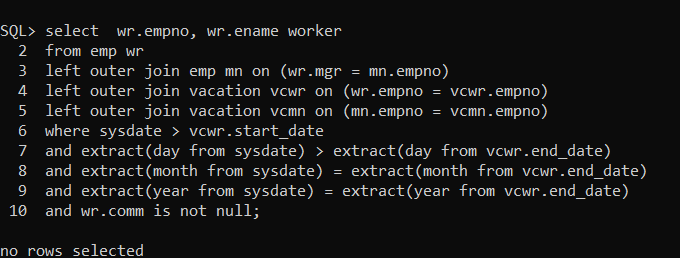 SQL> select  wr.empno, wr.ename worker
  2  from emp wr
  3  left outer join emp mn on (wr.mgr = mn.empno)
  4  left outer join vacation vcwr on (wr.empno = vcwr.empno)
  5  left outer join vacation vcmn on (mn.empno = vcmn.empno)
  6  where sysdate > vcwr.start_date
  7  and extract(day from sysdate) > extract(day from vcwr.end_date)
  8  and extract(month from sysdate) = extract(month from vcwr.end_date)
  9  and extract(year from sysdate) = extract(year from vcwr.end_date)
 10  and wr.comm is not null;
no rows selected